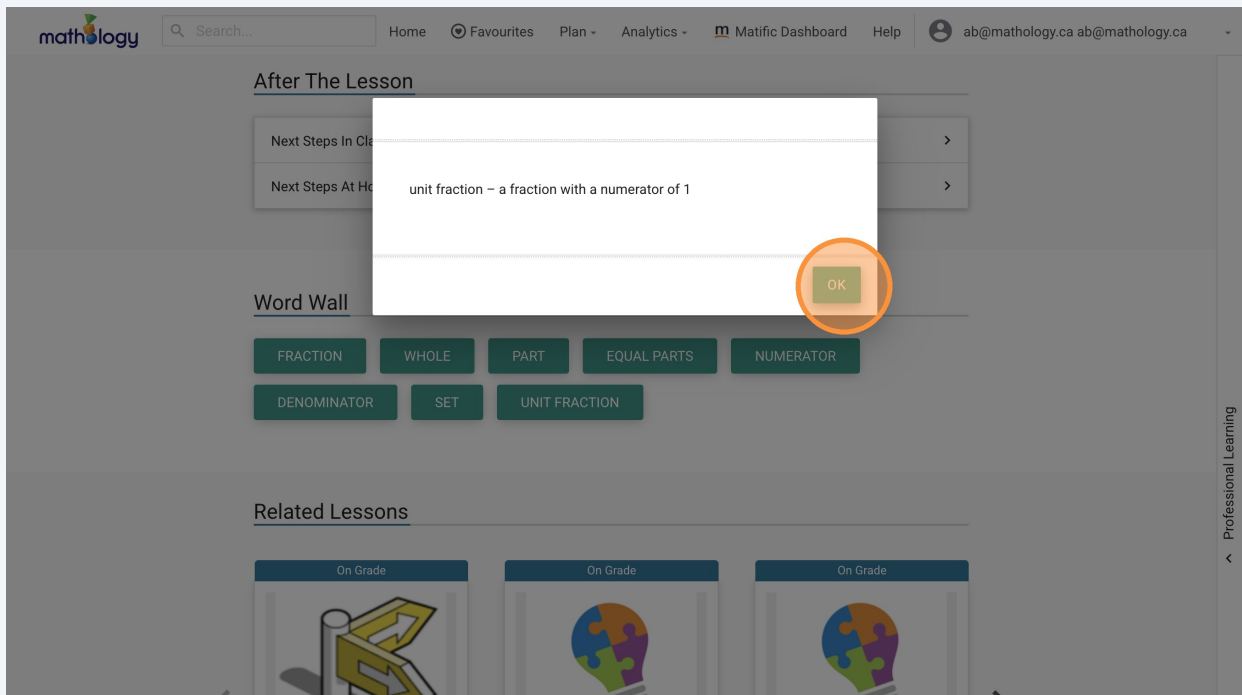 mathology
Search...
Home
Favourites
Plan
Analytics
m Matific Dashboard
Help
ab@mathology.ca ab@mathology.ca
After The Lesson
Next Steps In Cla
Next Steps At Ho
unit fraction – a fraction with a numerator of 1
OK
Word Wall
FRACTION
WHOLE
PART
EQUAL PARTS
NUMERATOR
DENOMINATOR
SET
UNIT FRACTION
Professional Learning
Related Lessons
On Grade
On Grade
On Grade